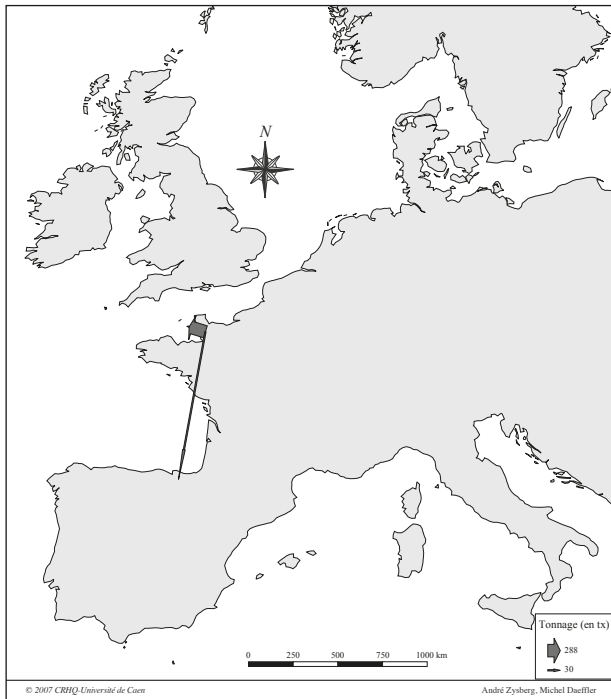 N
Tonnage (en tx)
288
30
0 250 500 750 1000 km
© 2007 CRHQ-Université de Caen
André Zysberg, Michel Daeffler